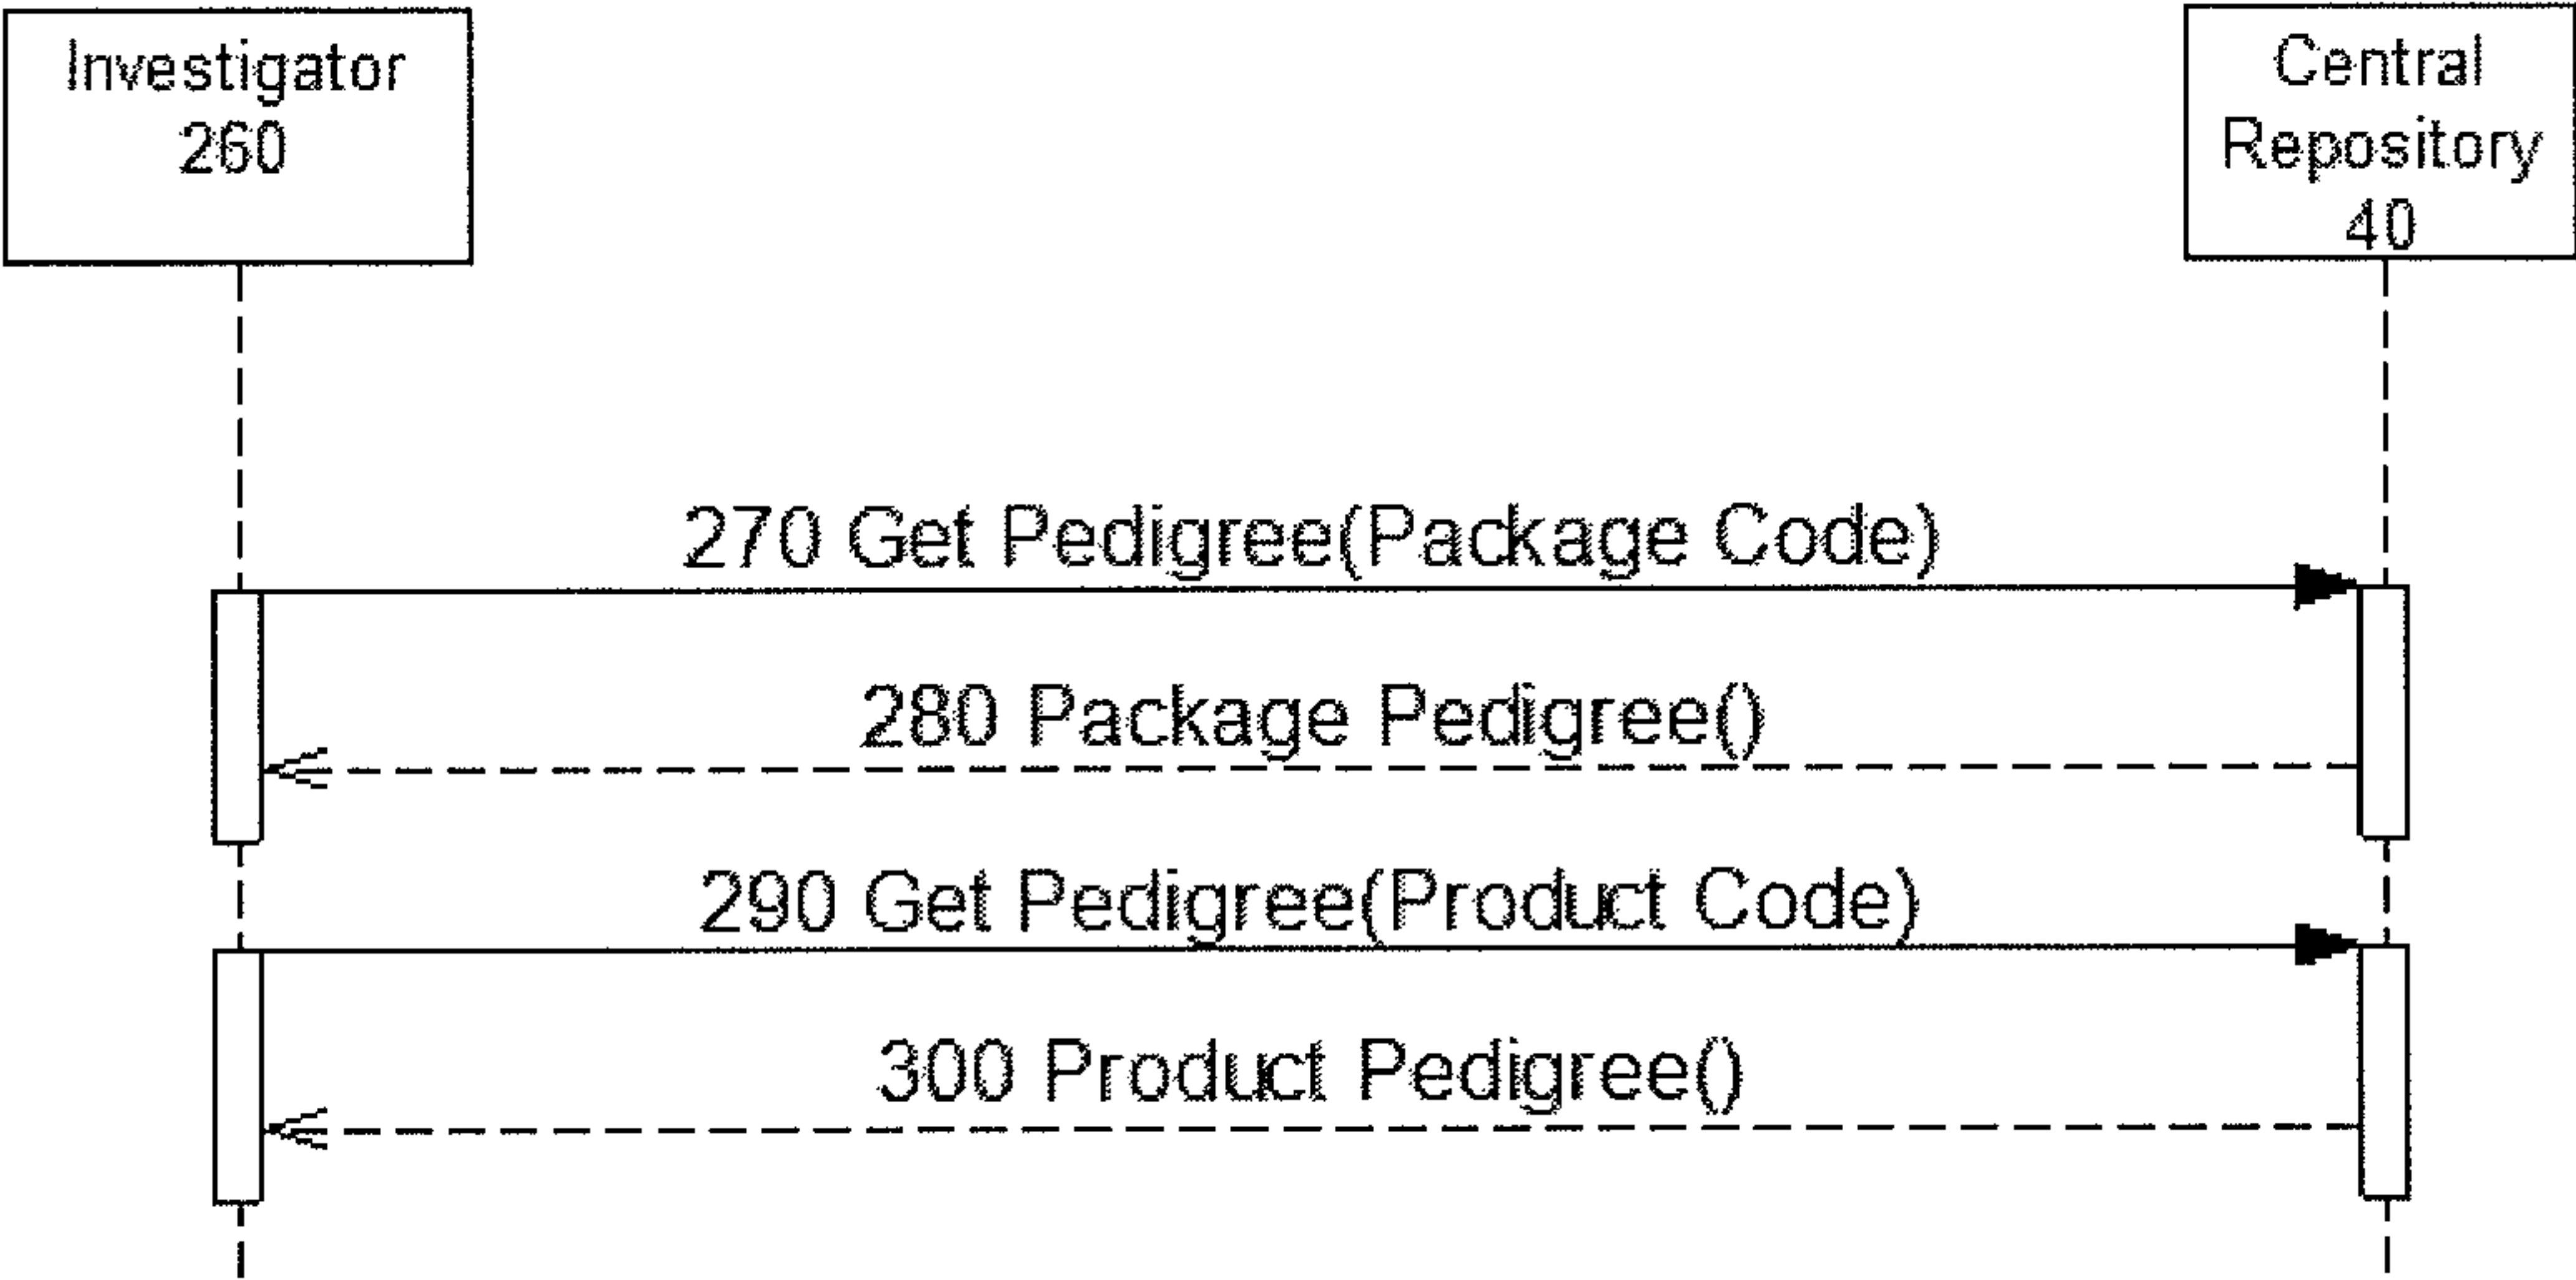 Investigator
260
Central
Repository
40
270 Get Pedigree(Package Code)
280 Package Pedigree()
290 Get Pedigree(Product Code)
300 Product Pedigree()